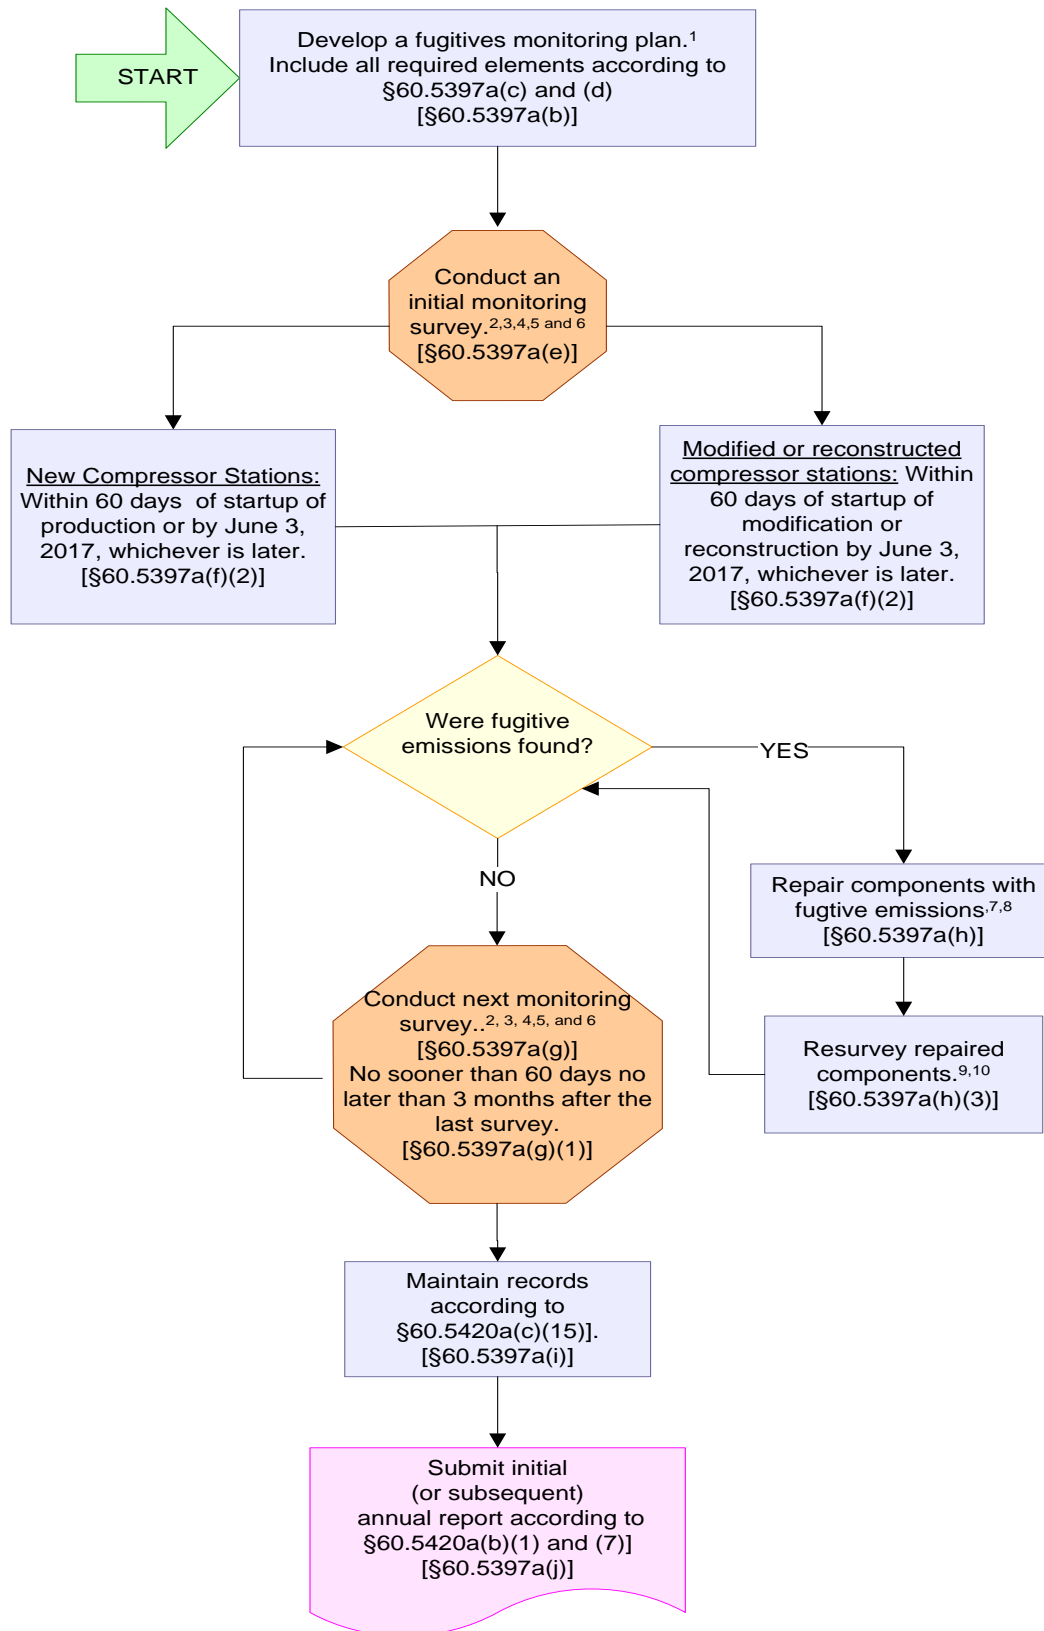 START
Develop a fugitives monitoring plan.¹
Include all required elements according to
§60.5397a(c) and (d)
[§60.5397a(b)]
Conduct an
initial monitoring
survey.2,3,4,5 and 6
[§60.5397a(e)]
New Compressor Stations:
Within 60 days of startup of
production or by June 3,
2017, whichever is later.
[§60.5397a(f)(2)]
Modified or reconstructed
compressor stations: Within
60 days of startup of
modification or
reconstruction by June 3,
2017, whichever is later.
[§60.5397a(f)(2)]
Were fugitive
emissions found?
YES
NO
Repair components with
fugtive emissions.,7,8
[§60.5397a(h)]
Resurvey repaired
components.9,10
[§60.5397a(h)(3)]
Conduct next monitoring
survey..2, 3, 4,5, and 6
[§60.5397a(g)]
No sooner than 60 days no
later than 3 months after the
last survey.
[§60.5397a(g)(1)]
Maintain records
according to
§60.5420a(c)(15)].
[§60.5397a(i)]
Submit initial
(or subsequent)
annual report according to
§60.5420a(b)(1) and (7)]
[§60.5397a(j)]